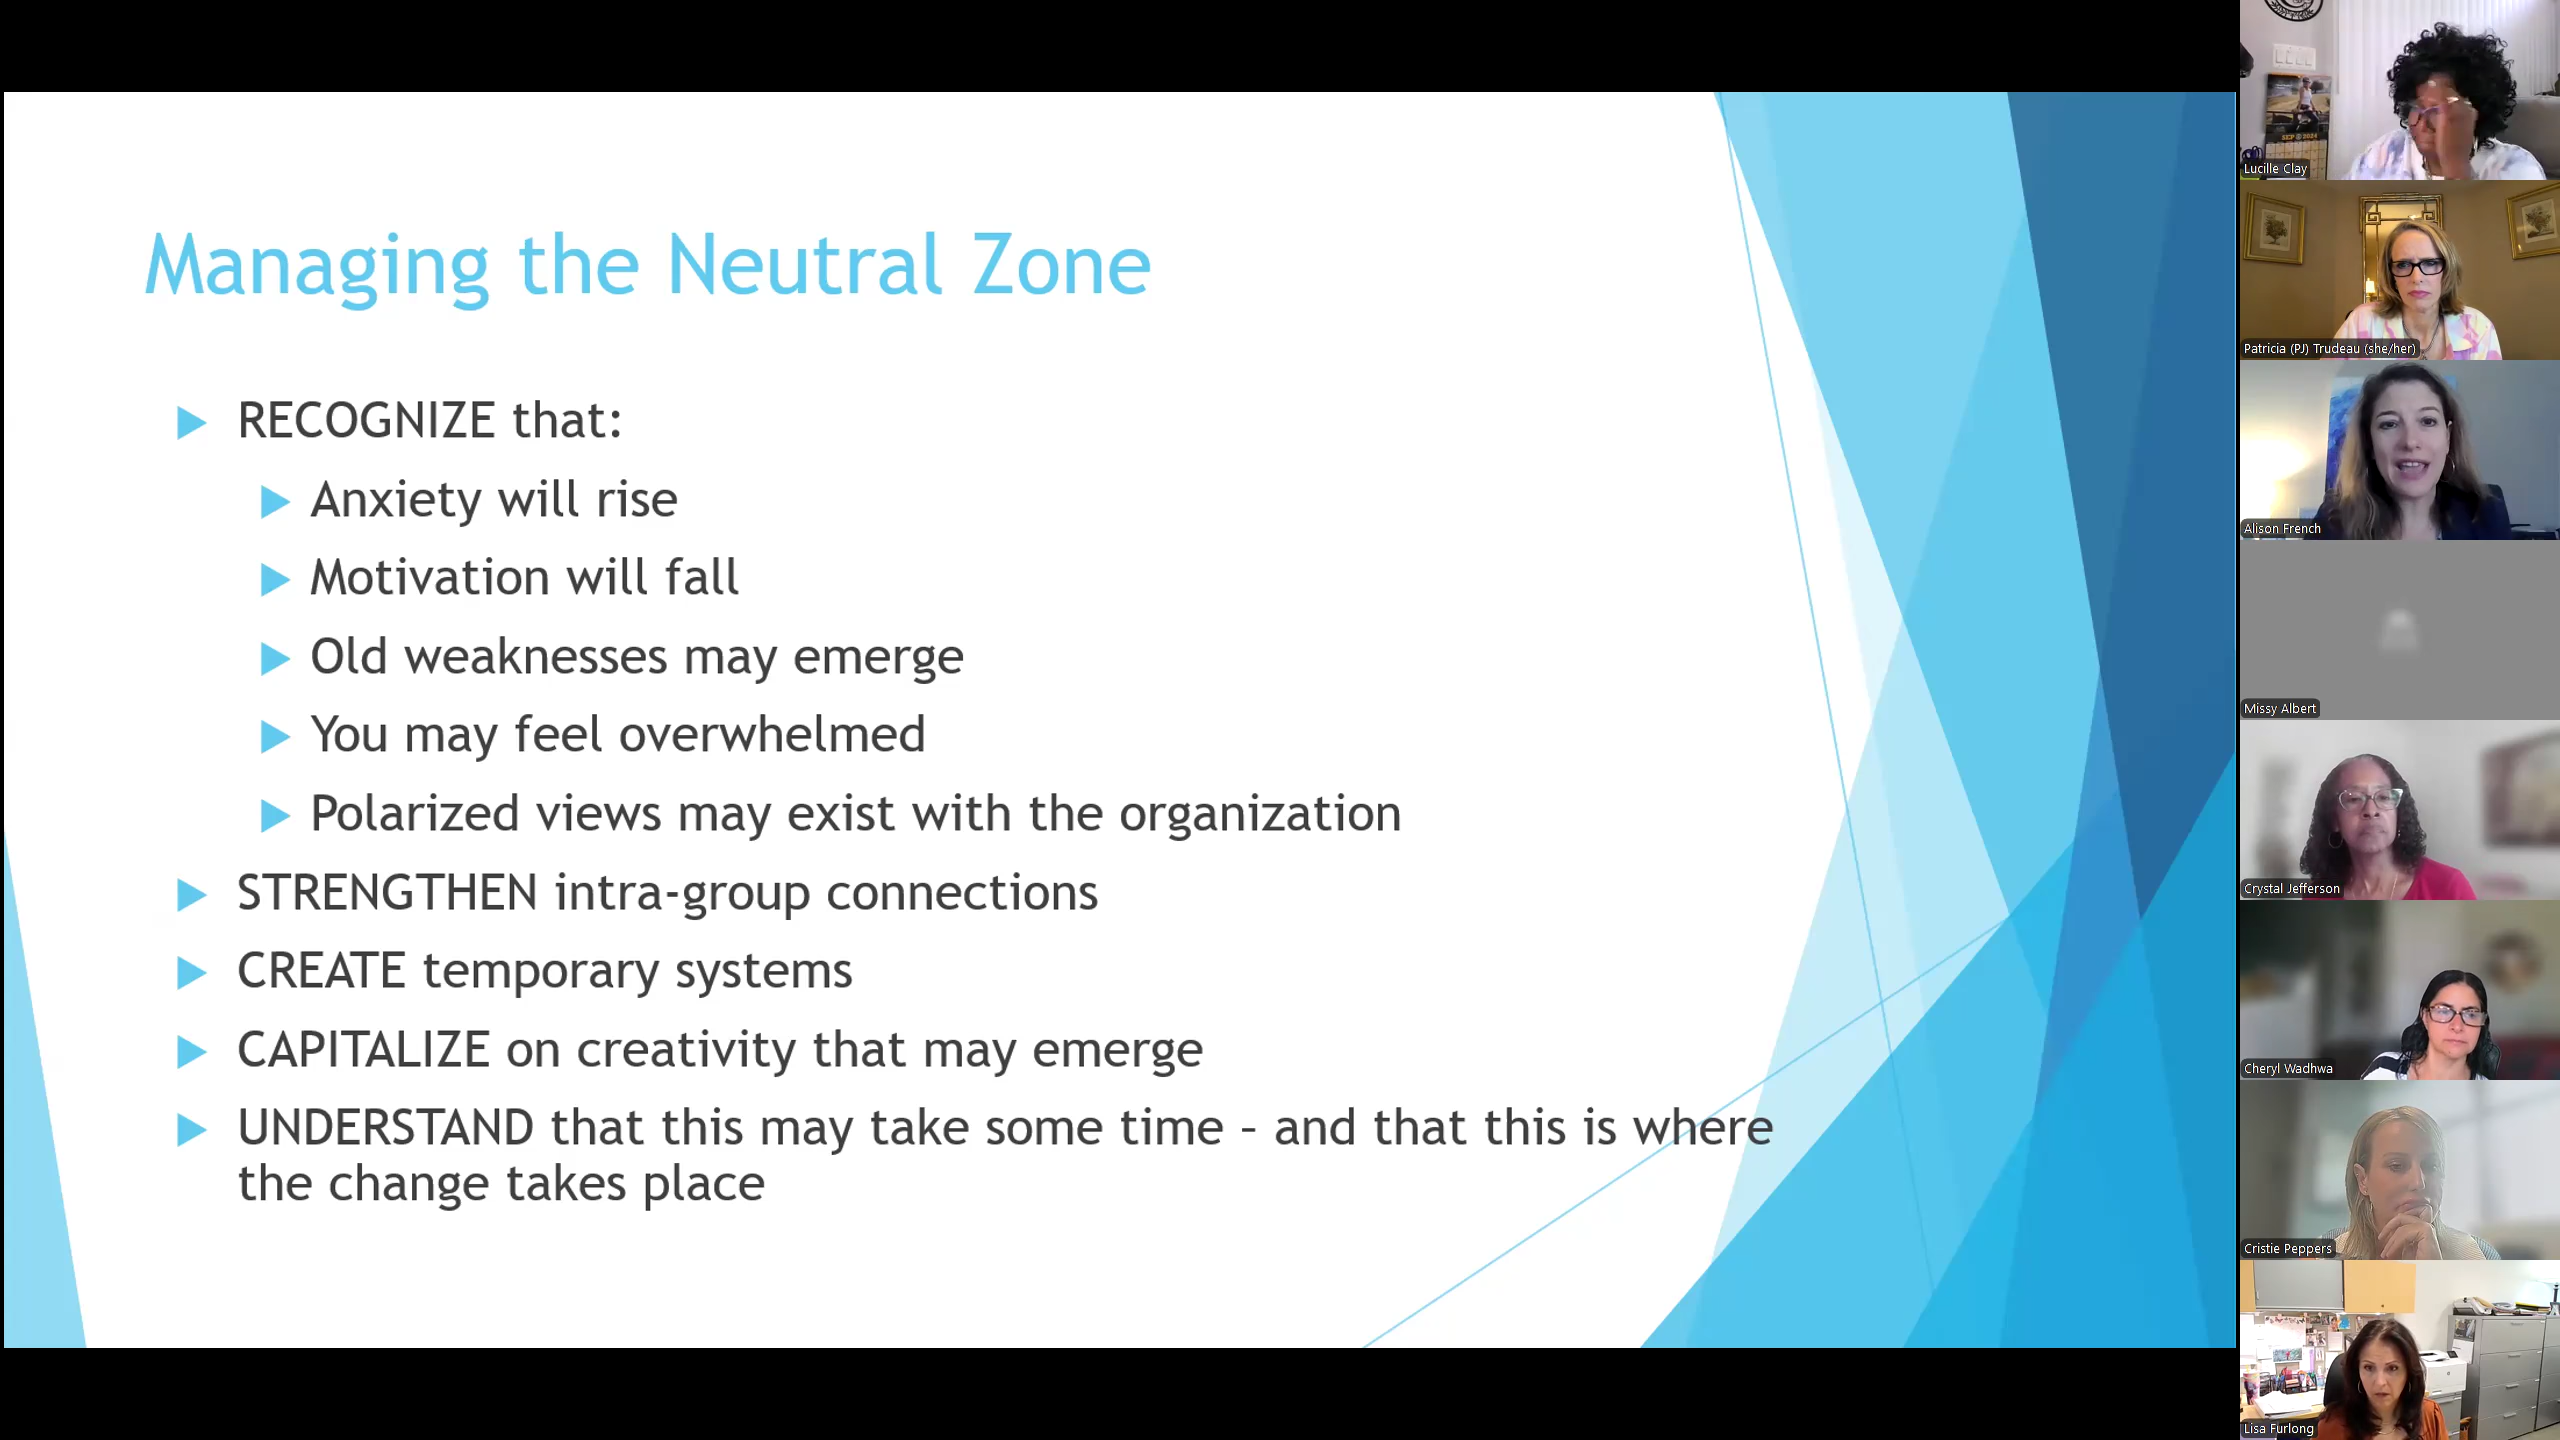 Managing the Neutral Zone
RECOGNIZE that:
Anxiety will rise
Motivation will fall
Old weaknesses may emerge
You may feel overwhelmed
Polarized views may exist with the organization
STRENGTHEN intra-group connections
CREATE temporary systems
CAPITALIZE on creativity that may emerge
UNDERSTAND that this may take some time – and that this is where
the change takes place
SEP 2024
Lucille Clay
Patricia (PJ) Trudeau (she/her)
Alison French
Missy Albert
Crystal Jefferson
Cheryl Wadhwa
Cristie Peppers
Lisa Furlong